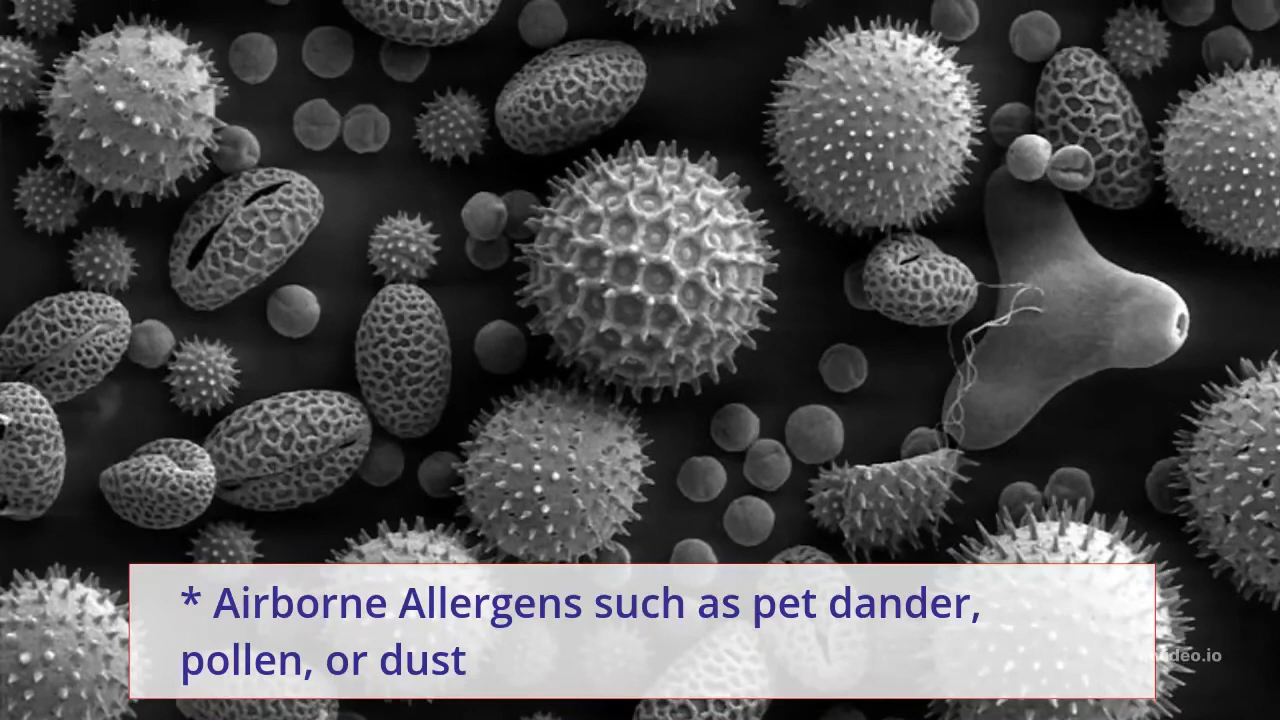 * Airborne Allergens such as pet dander,
pollen, or dust